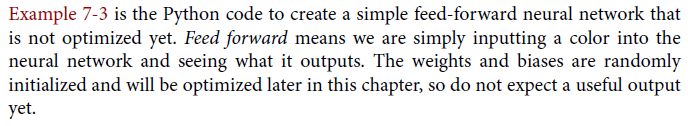 Example 7-3 is the Python code to create a simple feed-forward neural network that
is not optimized yet. Feed forward means we are simply inputting a color into the
neural network and seeing what it outputs. The weights and biases are randomly
initialized and will be optimized later in this chapter, so do not expect a useful output
yet.